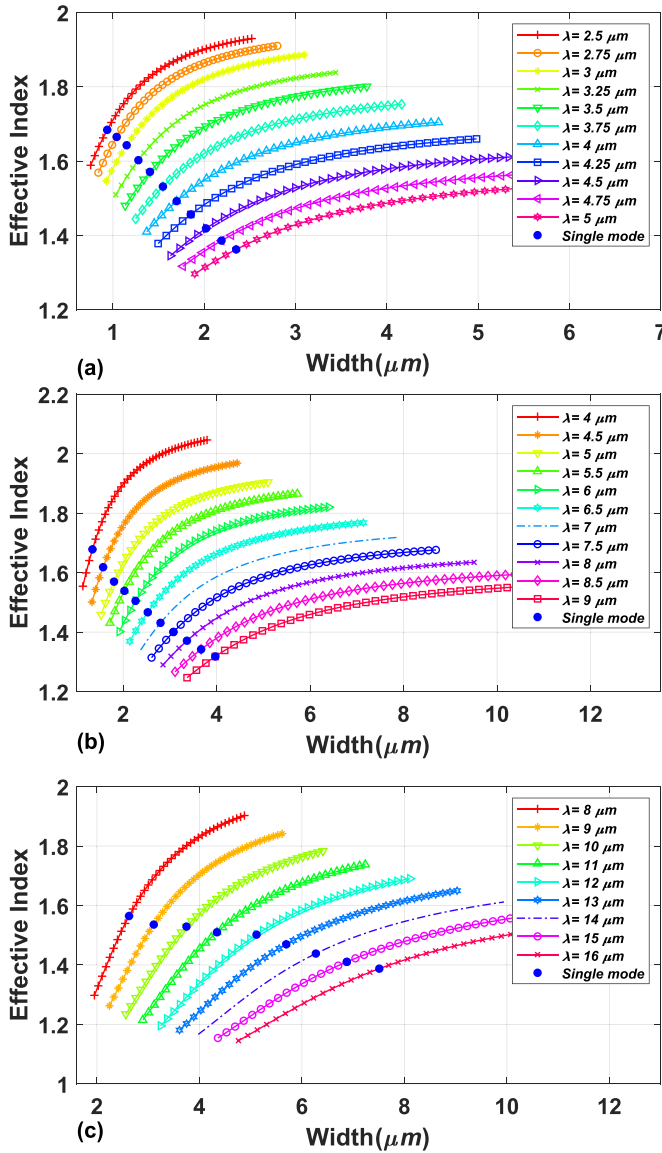 2
1.8
1.6
1.4
1.2
Effective Index
1 2 3 4 5 6 7
Width(μm)
(a)
λ= 2.5 μm
λ= 2.75 μm
λ= 3 μm
λ= 3.25 μm
λ= 3.5 μm
λ= 3.75 μm
λ= 4 μm
λ= 4.25 μm
λ= 4.5 μm
λ= 4.75 μm
λ= 5 μm
Single mode
2.2
2
1.8
1.6
1.4
1.2
Effective Index
2 4 6 8 10 12
Width(μm)
(b)
λ= 4 μm
λ= 4.5 μm
λ= 5 μm
λ= 5.5 μm
λ= 6 μm
λ= 6.5 μm
λ= 7 μm
λ= 7.5 μm
λ= 8 μm
λ= 8.5 μm
λ= 9 μm
Single mode
2
1.8
1.6
1.4
1.2
1
Effective Index
2 4 6 8 10 12
Width(μm)
(c)
λ= 8 μm
λ= 9 μm
λ= 10 μm
λ= 11 μm
λ= 12 μm
λ= 13 μm
λ= 14 μm
λ= 15 μm
λ= 16 μm
Single mode